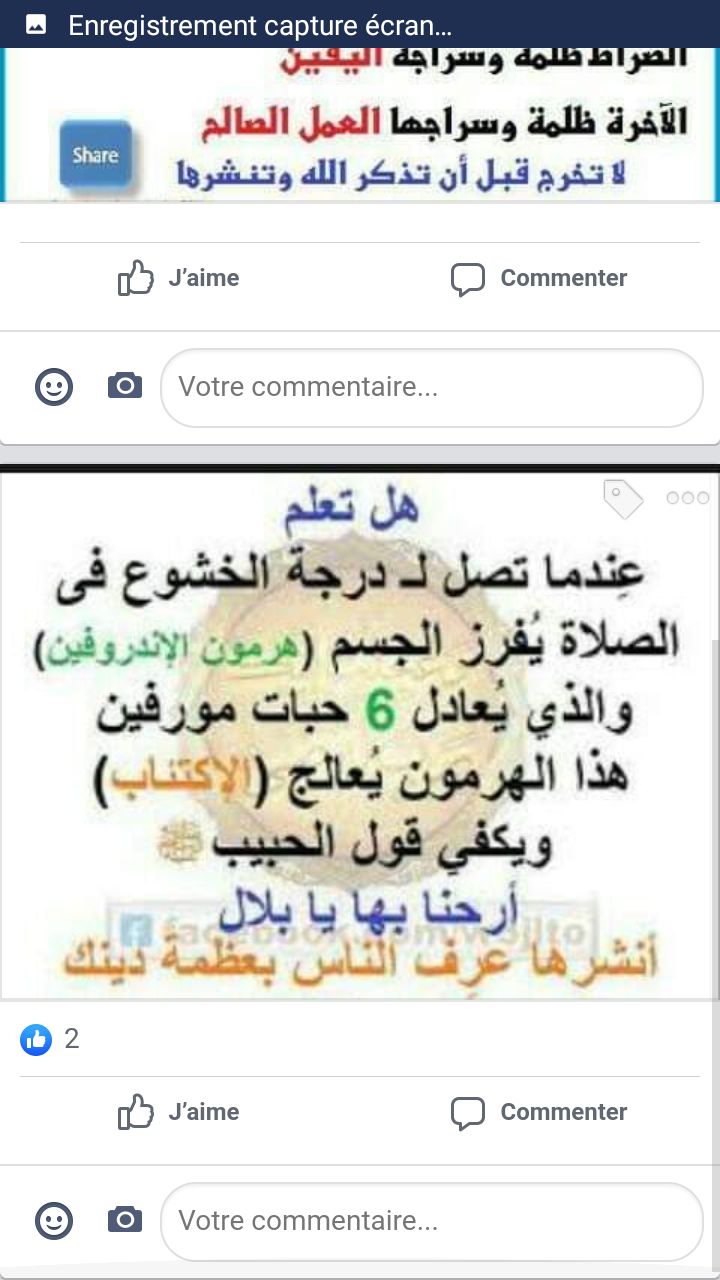 Enregistrement capture écran…
الصراط ظلمة وسراجه اليقين
الآخرة ظلمة وسراجها العمل الصالح
Share
لا تخرج قبل أن تذكر الله وتنشرها
J’aime
Commenter
Votre commentaire...
هل تعلم
عِندما تصل لـ درجة الخشوع فى
الصلاة يُفرز الجسم (هرمون الإندروفين)
والذي يُعادل 6 حبات مورفين
هذا الهرمون يُعالج (الإكتئاب)
ويكفي قول الحبيب ﷺ
أرحنا بها يا بلال
أنشرها عرِف الناس بعظمة دينك
2
J’aime
Commenter
Votre commentaire...